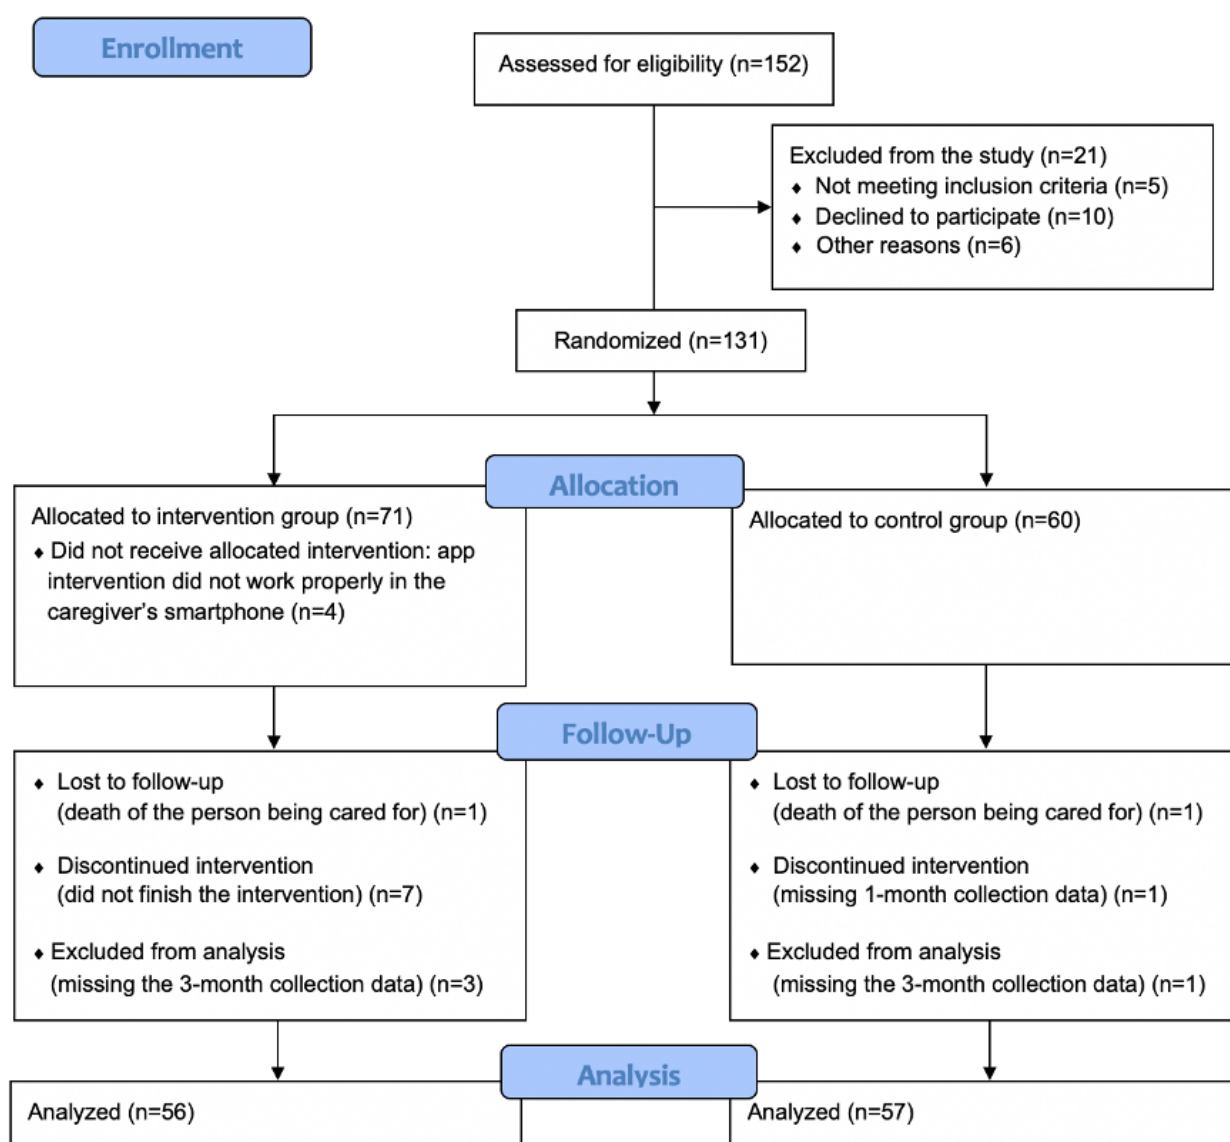 Enrollment
Assessed for eligibility (n=152)
Excluded from the study (n=21)
♦ Not meeting inclusion criteria (n=5)
♦ Declined to participate (n=10)
♦ Other reasons (n=6)
Randomized (n=131)
Allocation
Allocated to intervention group (n=71)
♦ Did not receive allocated intervention: app
intervention did not work properly in the
caregiver's smartphone (n=4)
Allocated to control group (n=60)
Follow-Up
♦ Lost to follow-up
(death of the person being cared for) (n=1)
♦ Discontinued intervention
(did not finish the intervention) (n=7)
♦ Excluded from analysis
(missing the 3-month collection data) (n=3)
♦ Lost to follow-up
(death of the person being cared for) (n=1)
♦ Discontinued intervention
(missing 1-month collection data) (n=1)
♦ Excluded from analysis
(missing the 3-month collection data) (n=1)
Analysis
Analyzed (n=56)
Analyzed (n=57)